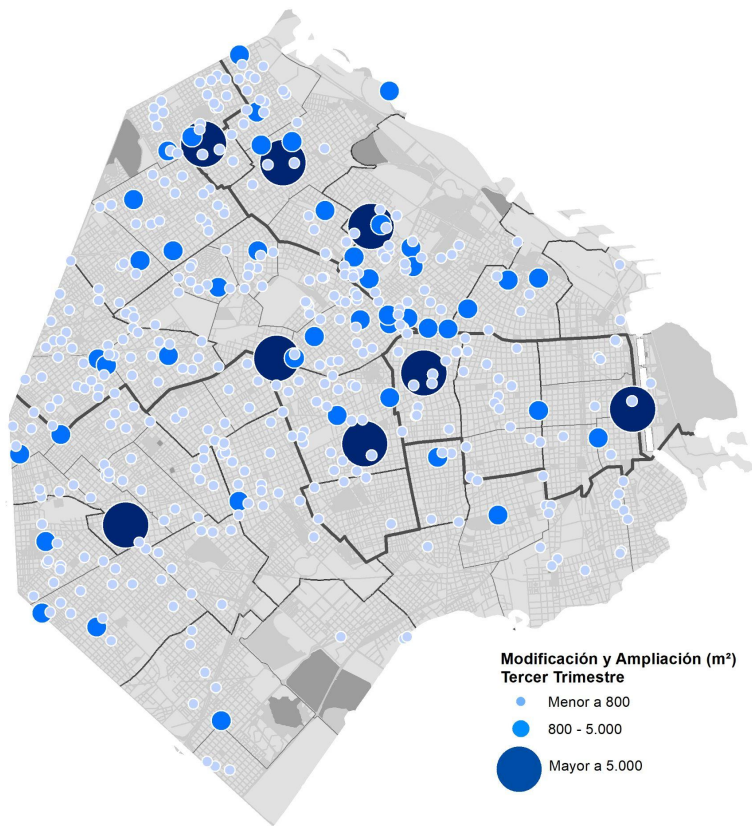 Modificación y Ampliación (m²)
Tercer Trimestre
Menor a 800
800 - 5.000
Mayor a 5.000